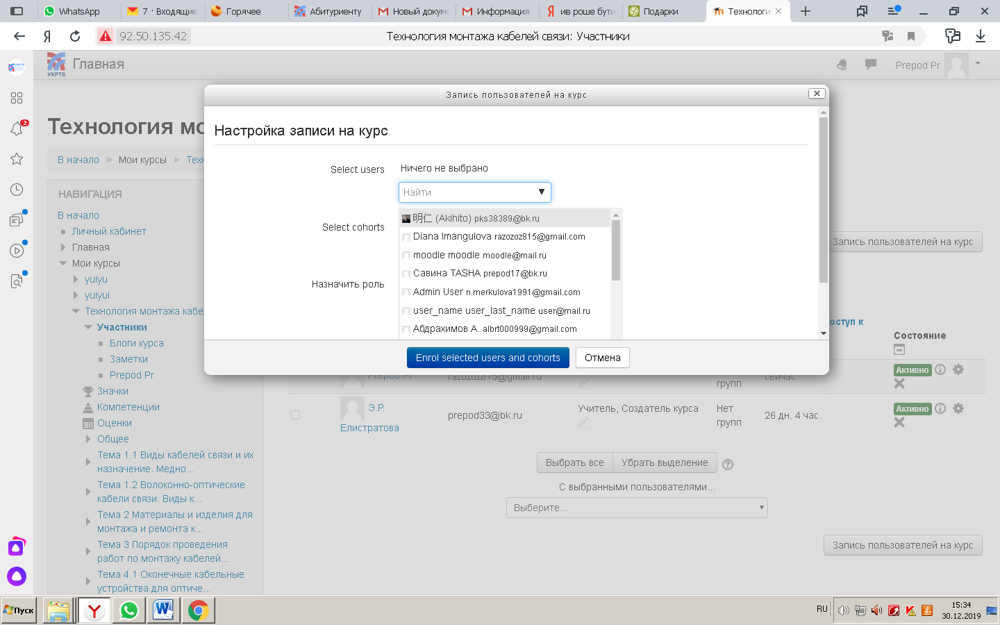 WhatsApp
7 · Входящие
Горячее
Абитуриенту
Новый докум
Информация
ив роше бути
Подарки
Технологи
92.50.135.42
Технология монтажа кабелей связи: Участники
УКРТБ
Главная
Prepod Pr
Запись пользователей на курс
Технология мо
Настройка записи на курс
В начало
Мои курсы
Техн
Select users
Ничего не выбрано
Найти
Select cohorts
Назначить роль
明仁 (Akihito) pks38389@bk.ru
Diana Imangulova razozoz815@gmail.com
moodle moodle moodle@mail.ru
Савина TASHA prepod17@bk.ru
Admin User n.merkulova1991@gmail.com
user_name user_last_name user@mail.ru
Абдрахимов А. albrt000999@gmail.com
Enrol selected users and cohorts
Отмена
НАВИГАЦИЯ
В начало
Личный кабинет
Главная
Мои курсы
yuiyu
yuiyui
Технология монтажа кабе
Участники
Блоги курса
Заметки
Prepod Pr
Значки
Компетенции
Оценки
Общее
Тема 1.1 Виды кабелей связи и их
назначение. Медно...
Тема 1.2 Волоконно-оптические
кабели связи. Виды к...
Тема 2 Материалы и изделия для
монтажа и ремонта к...
Тема 3 Порядок проведения
работ по монтажу кабелей...
Тема 4.1 Оконечные кабельные
устройства для оптиче...
Запись пользователей на курс
оступ к
Состояние
Prepod Pr
razozoz815@gmail.com
групп
сейчас
Активно
Э.Р.
Елистратова
prepod33@bk.ru
Учитель, Создатель курса
Нет
групп
26 дн. 4 час.
Активно
Выбрать все
Убрать выделение
С выбранными пользователями...
Выберите...
Запись пользователей на курс
Пуск
RU
15:34
30.12.2019